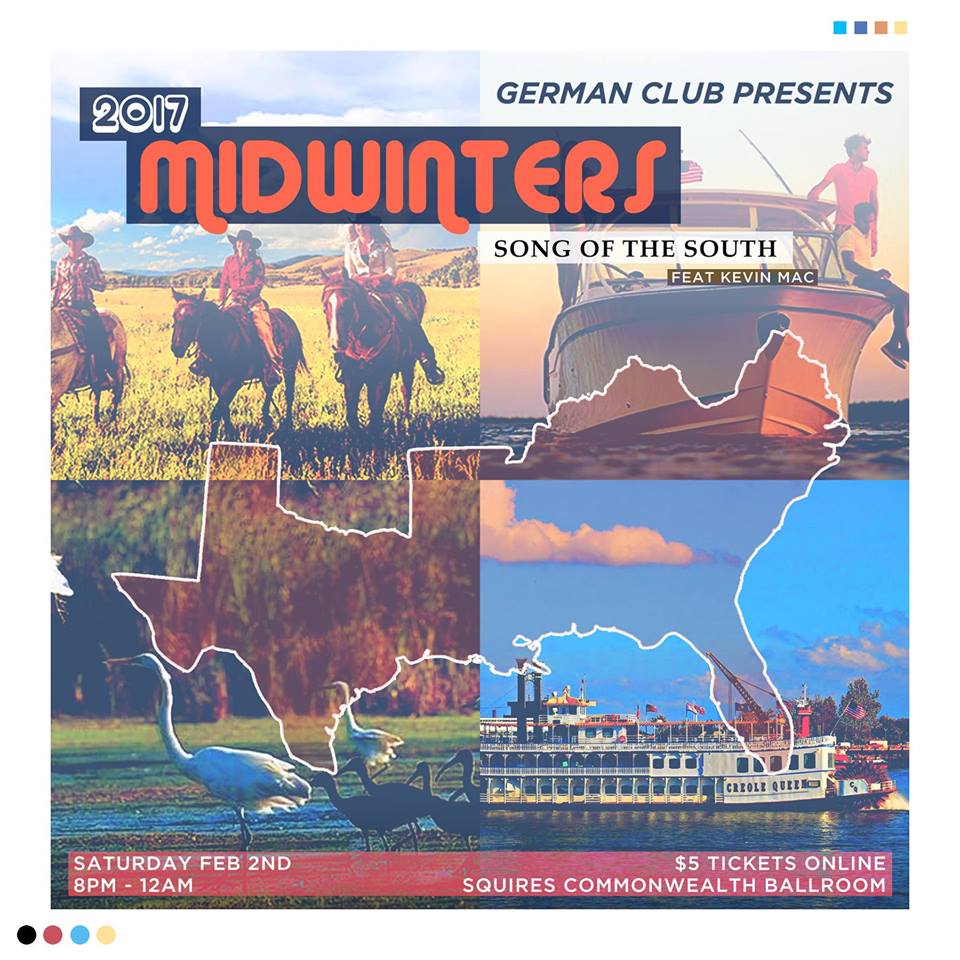 2017
GERMAN CLUB PRESENTS
MIDWINTERS
SONG OF THE SOUTH
FEAT KEVIN MAC
CREOLE QUEEN
SATURDAY FEB 2ND
8PM - 12AM
$5 TICKETS ONLINE
SQUIRES COMMONWEALTH BALLROOM